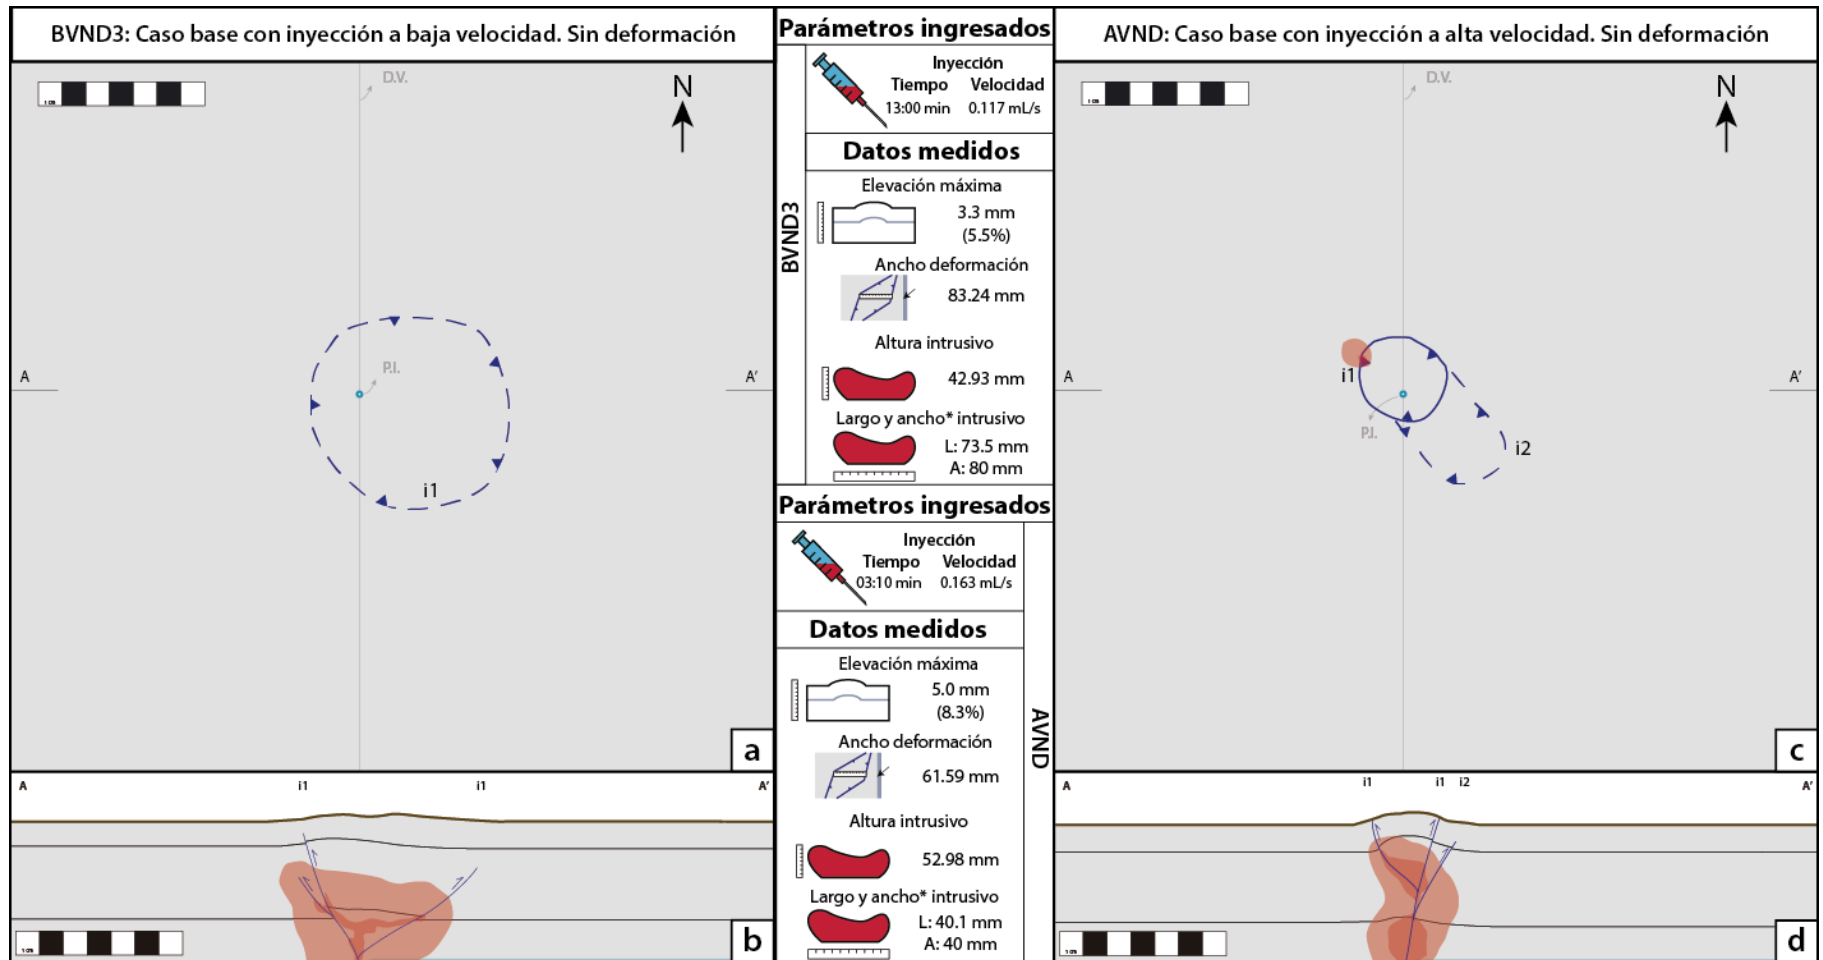 BVND3: Caso base con inyección a baja velocidad. Sin deformación
D.V.
N
P.I.
A
A'
i1
a
A
i1
i1
A'
b
Parámetros ingresados
Inyección
Tiempo Velocidad
13:00 min 0.117 mL/s
BVND3
Datos medidos
Elevación máxima
3.3 mm
(5.5%)
Ancho deformación
83.24 mm
Altura intrusivo
42.93 mm
Largo y ancho* intrusivo
L: 73.5 mm
A: 80 mm
Parámetros ingresados
Inyección
Tiempo Velocidad
03:10 min 0.163 mL/s
AVND
Datos medidos
Elevación máxima
5.0 mm
(8.3%)
Ancho deformación
61.59 mm
Altura intrusivo
52.98 mm
Largo y ancho* intrusivo
L: 40.1 mm
A: 40 mm
AVND: Caso base con inyección a alta velocidad. Sin deformación
D.V.
N
i1
A
A'
P.I.
i2
c
A
i1
i1
i2
A'
d